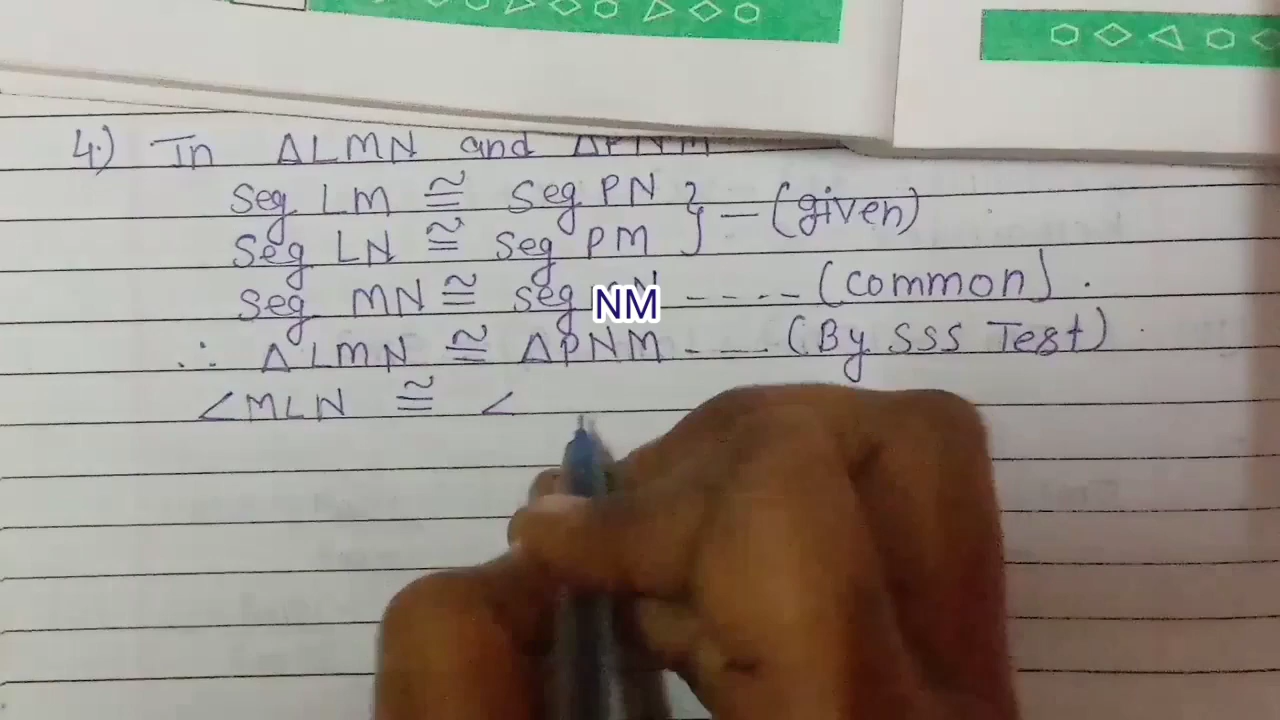 4.) In ΔLMN and ΔPNM
Seg LM ≅ seg PN } — (given)
Seg LN ≅ seg PM
Seg MN ≅ seg NM ---- (common).
∴ ΔLMN ≅ ΔPNM --- (By SSS Test).
∠MLN ≅ ∠